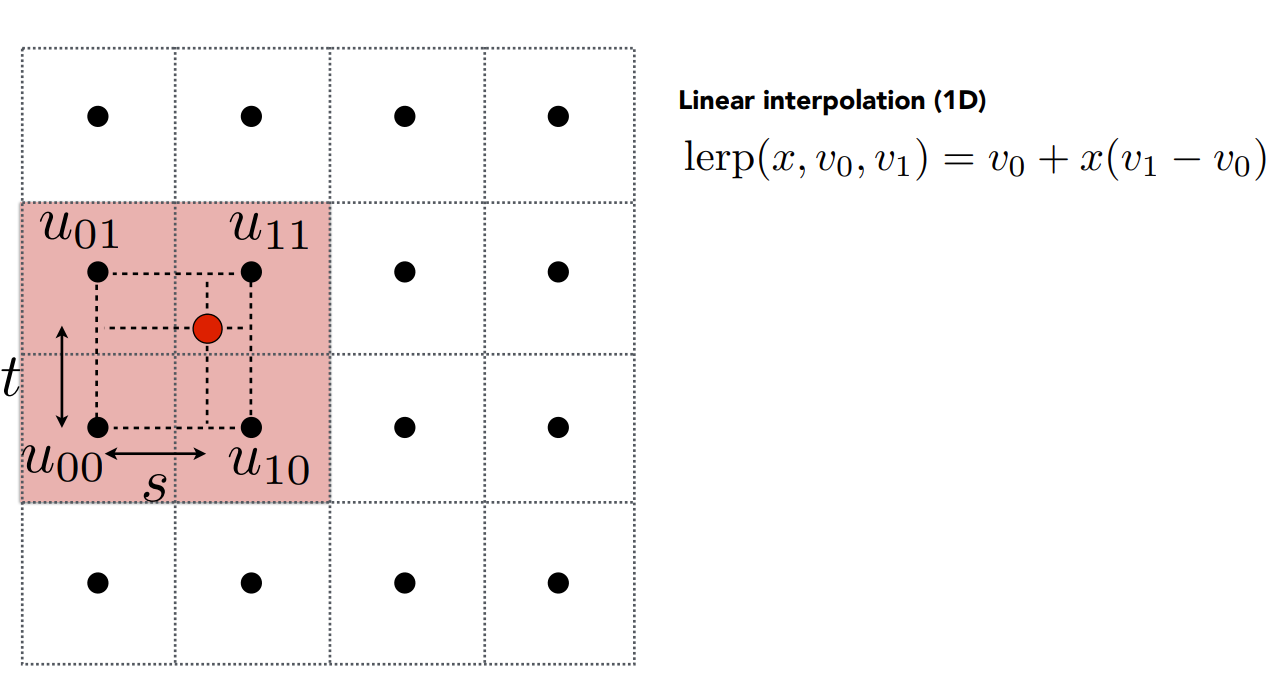 Linear interpolation (1D)
lerp(x, v₀, v₁) = v₀ + x(v₁ − v₀)
u₀₁ u₁₁
t
u₀₀ u₁₀
s